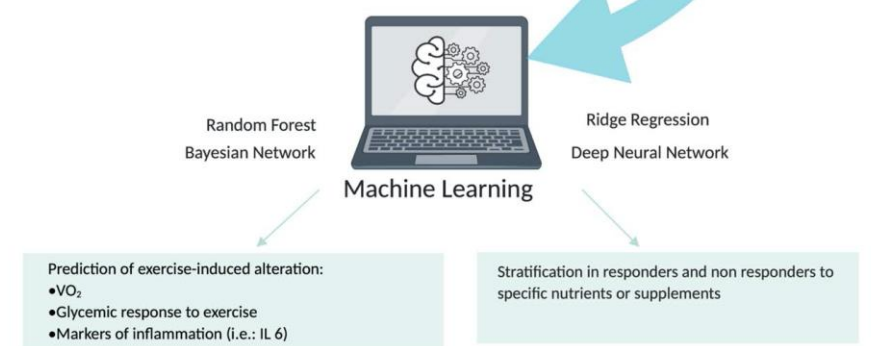 Random Forest
Bayesian Network
Ridge Regression
Deep Neural Network
Machine Learning
Prediction of exercise-induced alteration:
•VO₂
•Glycemic response to exercise
•Markers of inflammation (i.e.: IL 6)
Stratification in responders and non responders to
specific nutrients or supplements